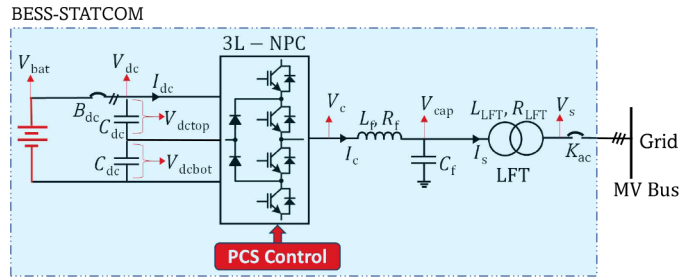 BESS-STATCOM
3L − NPC
V_bat
V_dc
I_dc
B_dc
C_dc
V_dctop
C_dc
V_dcbot
V_c
L_f, R_f
V_cap
L_LFT, R_LFT
V_s
I_c
C_f
I_s
LFT
K_ac
Grid
MV Bus
PCS Control